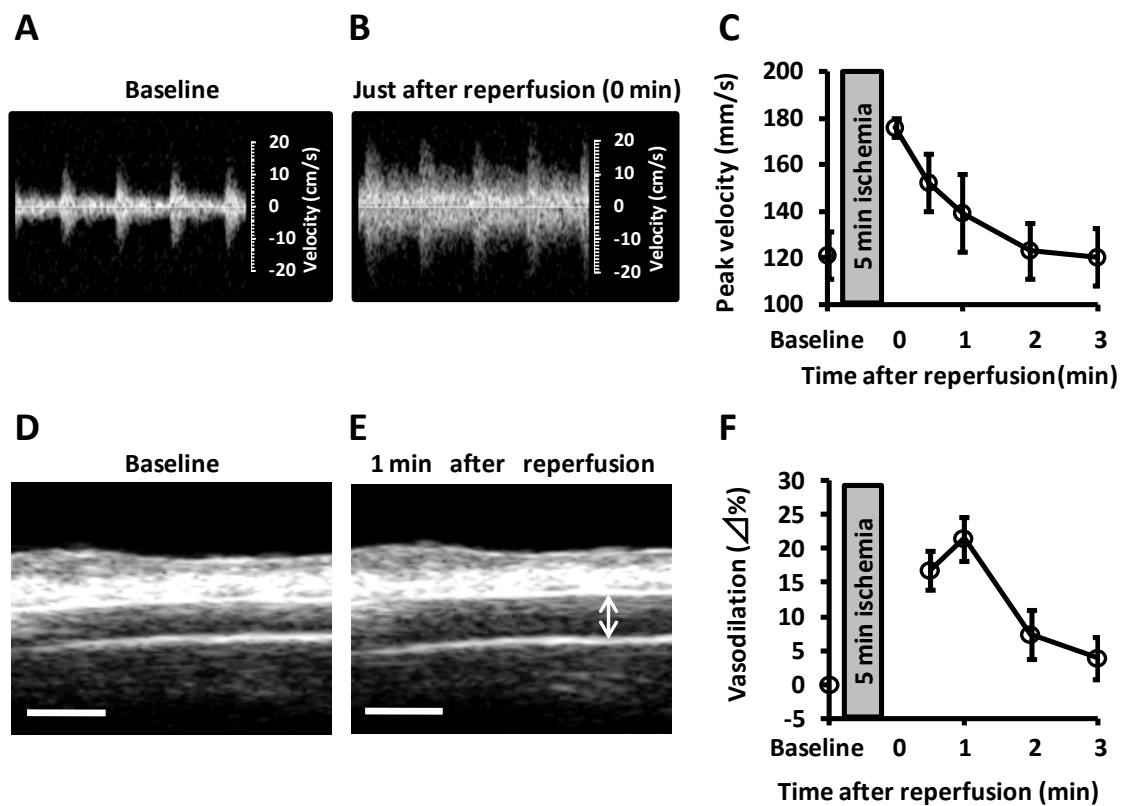 A
Baseline
20
10
0
-10
-20
Velocity (cm/s)
B
Just after reperfusion (0 min)
20
10
0
-10
-20
Velocity (cm/s)
C
Peak velocity (mm/s)
200
180
160
140
120
100
5 min ischemia
Baseline 0 1 2 3
Time after reperfusion(min)
D
Baseline
E
1 min after reperfusion
F
Vasodilation (⊿%)
30
25
20
15
10
5
0
-5
5 min ischemia
Baseline 0 1 2 3
Time after reperfusion (min)